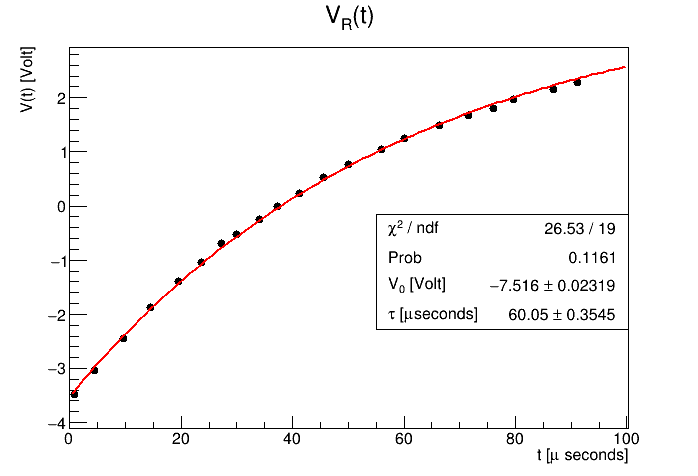 V_R(t)
V(t) [Volt]
2
1
0
−1
−2
−3
−4
χ² / ndf 26.53 / 19
Prob 0.1161
V₀ [Volt] −7.516 ± 0.02319
τ [μseconds] 60.05 ± 0.3545
0 20 40 60 80 100
t [μ seconds]